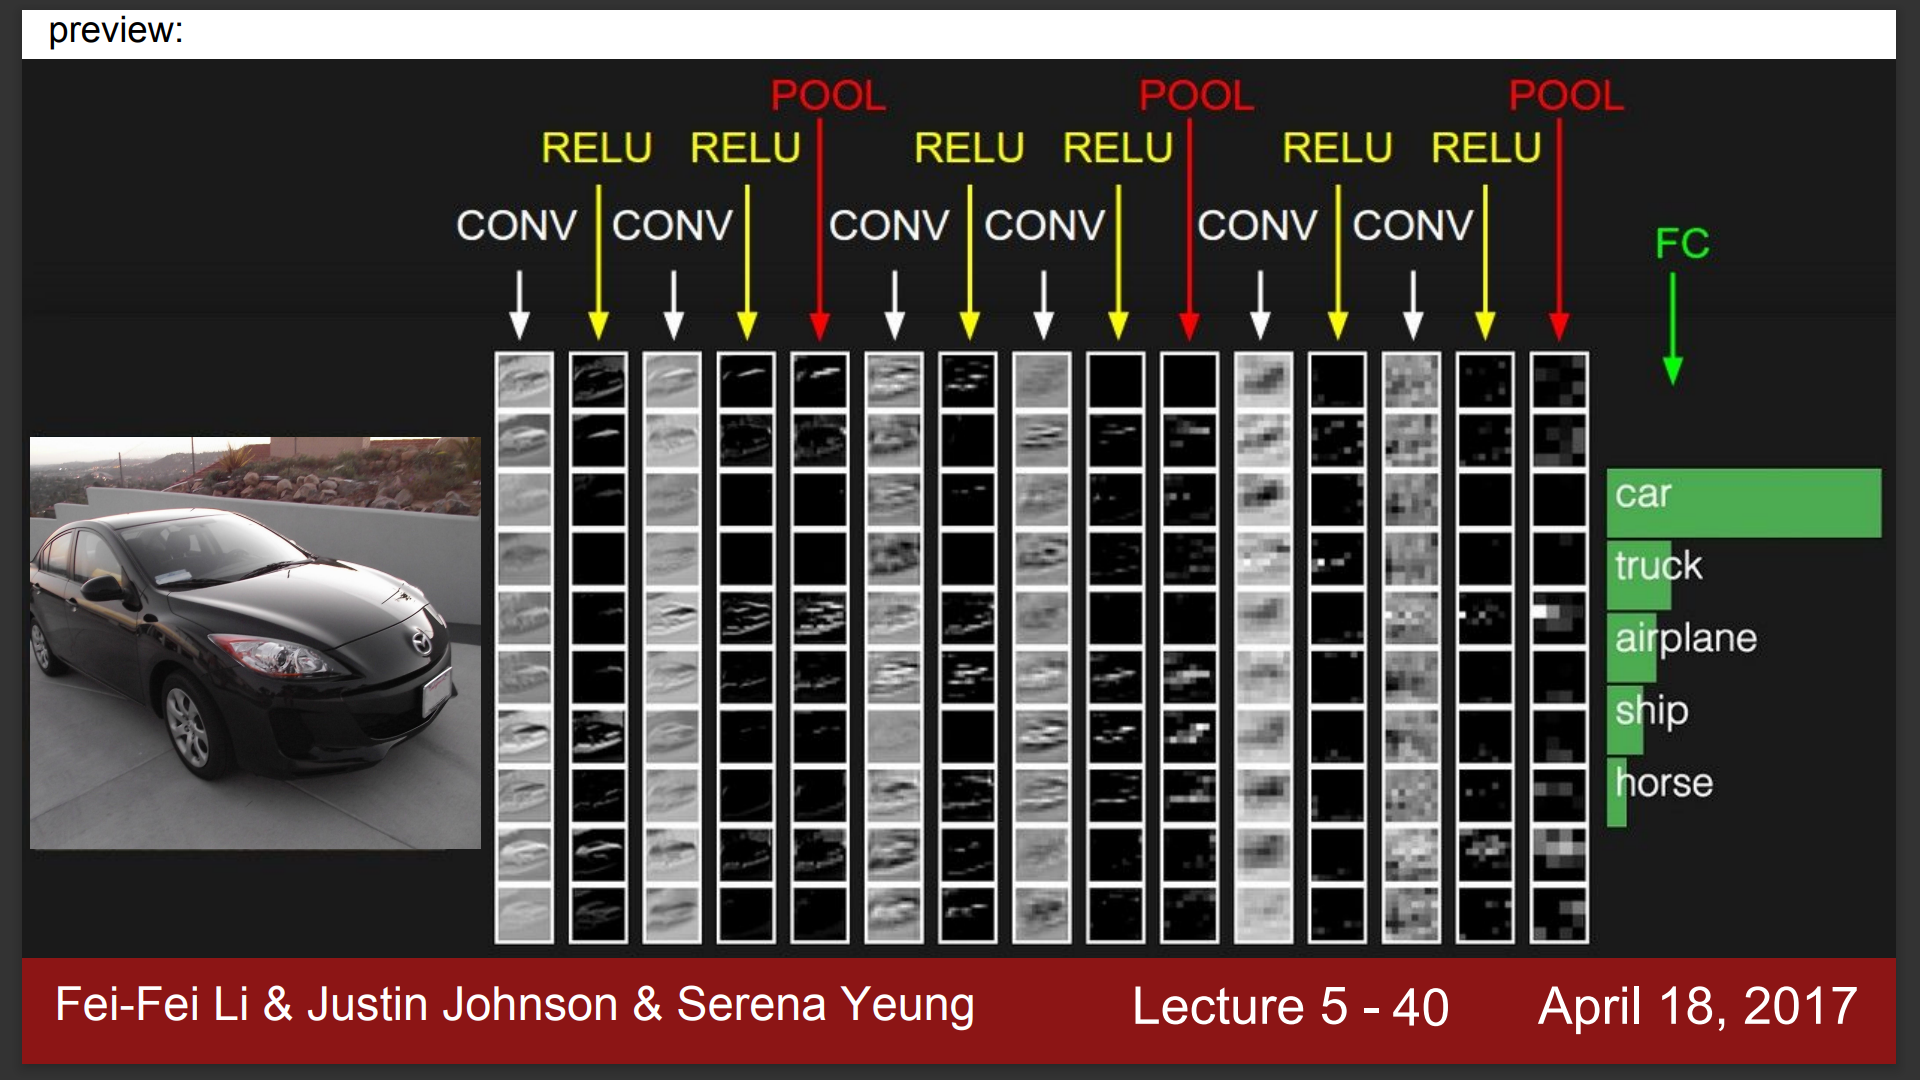 preview:
POOL POOL POOL
RELU RELU RELU RELU RELU RELU
CONV CONV CONV CONV CONV CONV
FC
car
truck
airplane
ship
horse
Fei-Fei Li & Justin Johnson & Serena Yeung Lecture 5 - 40 April 18, 2017